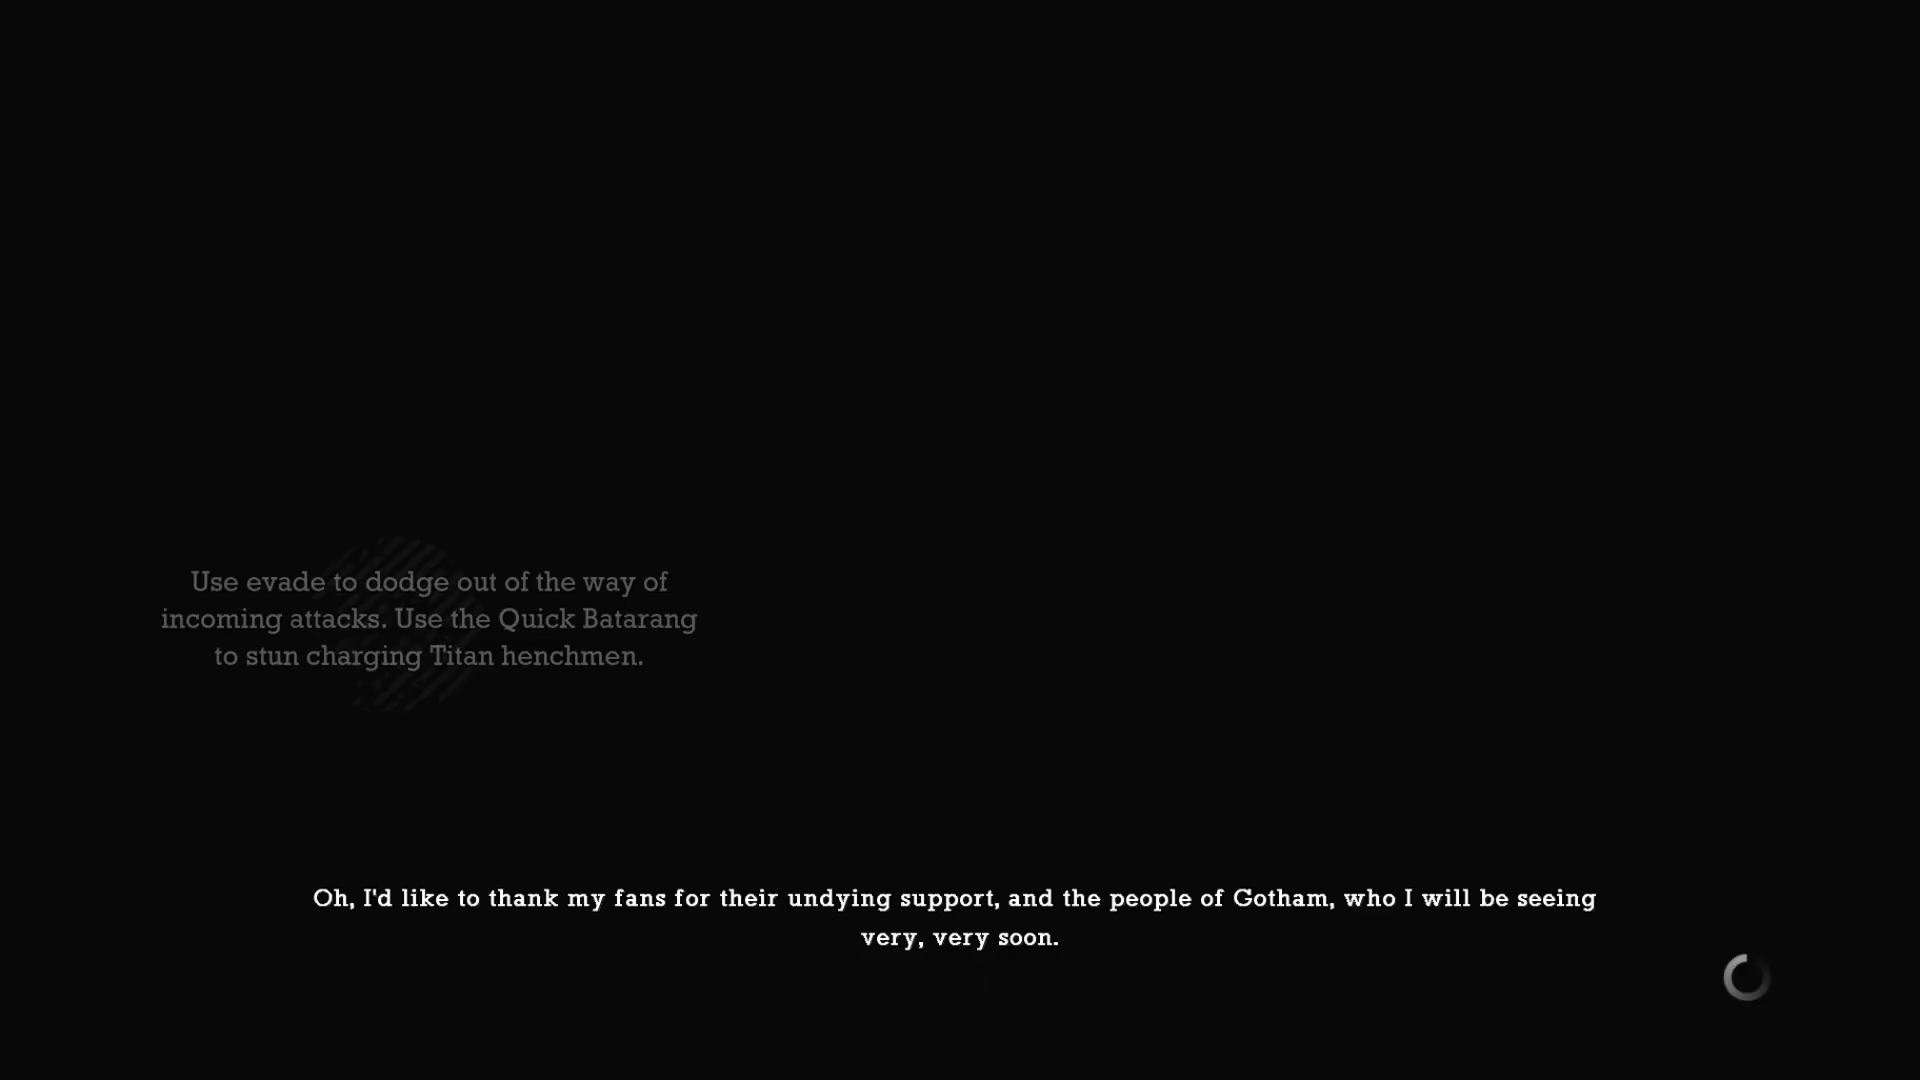 Use evade to dodge out of the way of
incoming attacks. Use the Quick Batarang
to stun charging Titan henchmen.
Oh, I'd like to thank my fans for their undying support, and the people of Gotham, who I will be seeing
very, very soon.